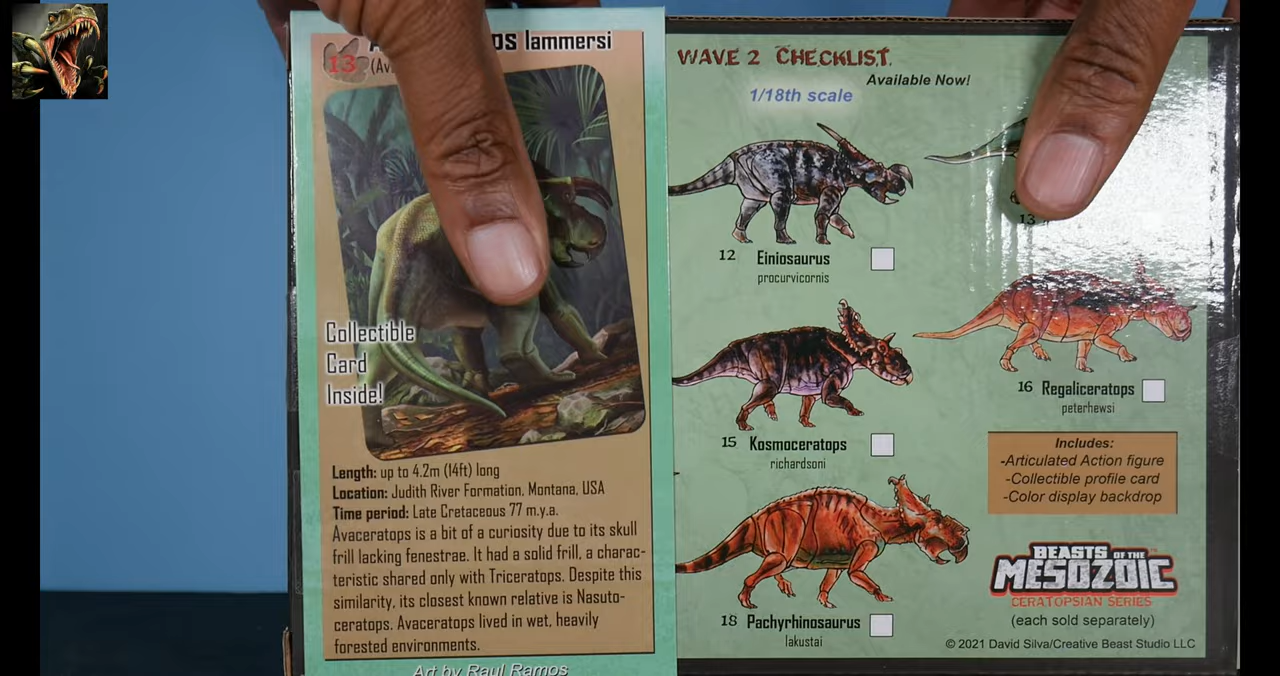 ps lammersi
13
(Av
Collectible
Card
Inside!
Length: up to 4.2m (14ft) long
Location: Judith River Formation, Montana, USA
Time period: Late Cretaceous 77 m.y.a.
Avaceratops is a bit of a curiosity due to its skull
frill lacking fenestrae. It had a solid frill, a charac-
teristic shared only with Triceratops. Despite this
similarity, its closest known relative is Nasuto-
ceratops. Avaceratops lived in wet, heavily
forested environments.
Art by Raul Ramos
WAVE 2 CHECKLIST.
Available Now!
1/18th scale
12 Einiosaurus
procurvicornis
13
15 Kosmoceratops
richardsoni
16 Regaliceratops
peterhewsi
18 Pachyrhinosaurus
lakustai
Includes:
-Articulated Action figure
-Collectible profile card
-Color display backdrop
BEASTS OF THE
MESOZOIC
CERATOPSIAN SERIES
(each sold separately)
© 2021 David Silva/Creative Beast Studio LLC